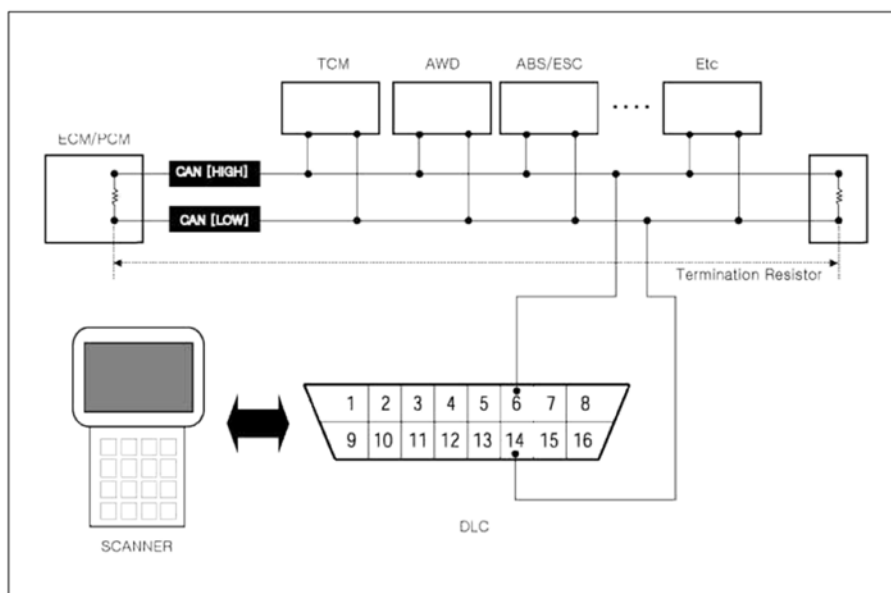 TCM AWD ABS/ESC Etc
ECM/PCM
CAN [HIGH]
CAN [LOW]
Termination Resistor
1 2 3 4 5 6 7 8
9 10 11 12 13 14 15 16
DLC
SCANNER